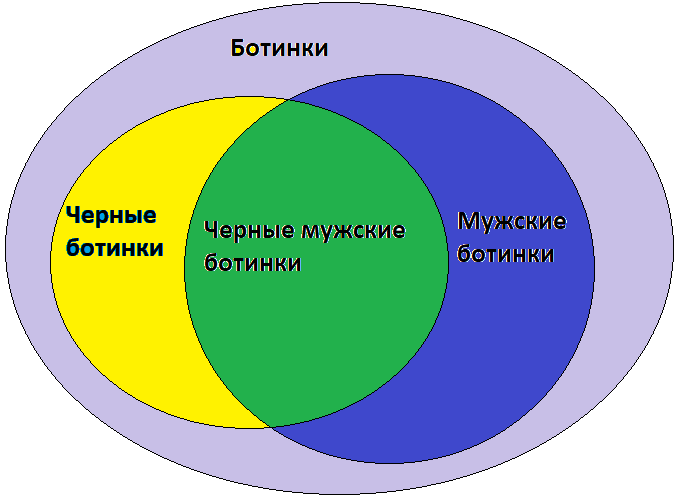 Ботинки
Черные
ботинки
Черные мужские
ботинки
Мужские
ботинки